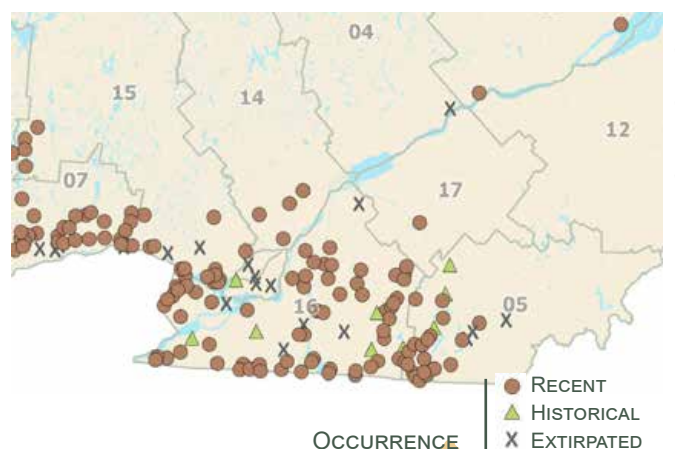 04
15
14
12
07
17
16
05
RECENT
HISTORICAL
OCCURRENCE
EXTIRPATED